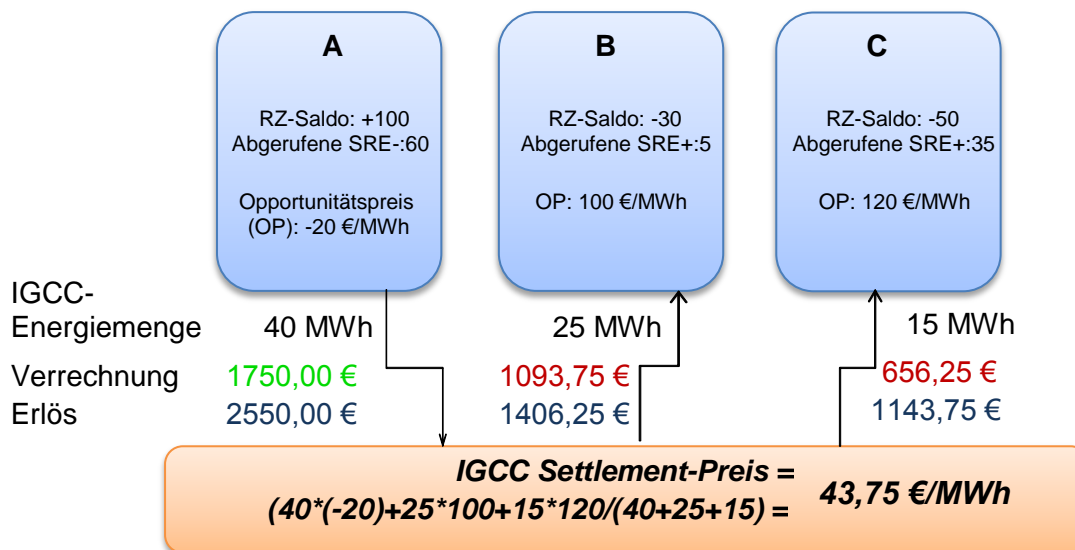 A
RZ-Saldo: +100
Abgerufene SRE-:60
Opportunitätspreis
(OP): -20 €/MWh
B
RZ-Saldo: -30
Abgerufene SRE+:5
OP: 100 €/MWh
C
RZ-Saldo: -50
Abgerufene SRE+:35
OP: 120 €/MWh
IGCC-
Energiemenge 40 MWh 25 MWh 15 MWh
Verrechnung 1750,00 € 1093,75 € 656,25 €
Erlös 2550,00 € 1406,25 € 1143,75 €
IGCC Settlement-Preis =
(40*(-20)+25*100+15*120/(40+25+15) = 43,75 €/MWh